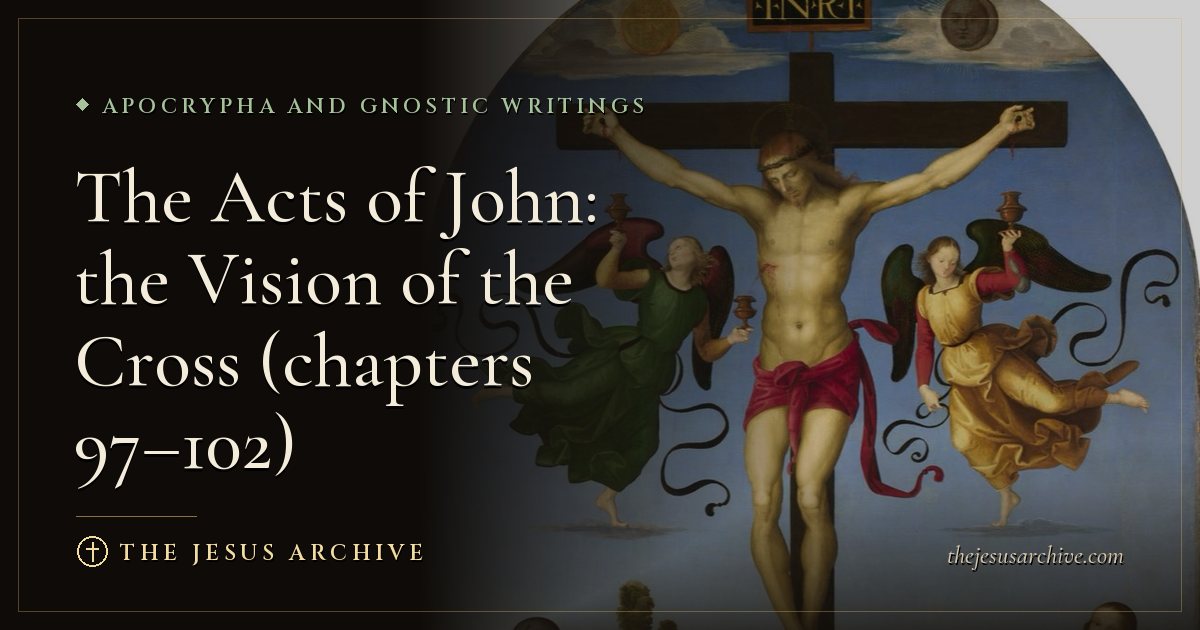 I·N·R·I
APOCRYPHA AND GNOSTIC WRITINGS
The Acts of John:
the Vision of the
Cross (chapters
97–102)
THE JESUS ARCHIVE
thejesusarchive.com